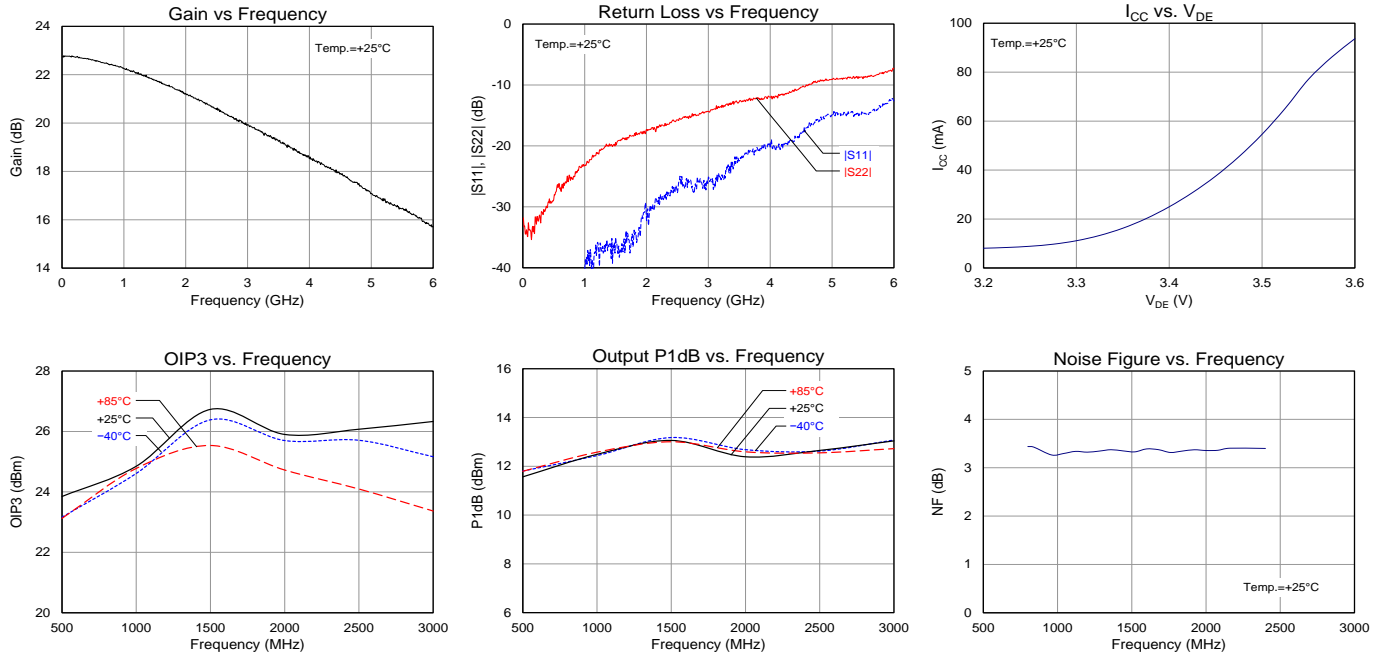 Gain vs Frequency
24
22
20
18
16
14
Gain (dB)
Temp.=+25°C
0 1 2 3 4 5 6
Frequency (GHz)
Return Loss vs Frequency
-0
-10
-20
-30
-40
|S11|, |S22| (dB)
Temp.=+25°C
|S11|
|S22|
0 1 2 3 4 5 6
Frequency (GHz)
I_CC vs. V_DE
100
80
60
40
20
0
I_CC (mA)
Temp.=+25°C
3.2 3.3 3.4 3.5 3.6
V_DE (V)
OIP3 vs. Frequency
28
26
24
22
20
OIP3 (dBm)
+85°C
+25°C
−40°C
500 1000 1500 2000 2500 3000
Frequency (MHz)
Output P1dB vs. Frequency
16
14
12
10
8
6
P1dB (dBm)
+85°C
+25°C
−40°C
500 1000 1500 2000 2500 3000
Frequency (MHz)
Noise Figure vs. Frequency
5
4
3
2
1
0
NF (dB)
Temp.=+25°C
500 1000 1500 2000 2500 3000
Frequency (MHz)